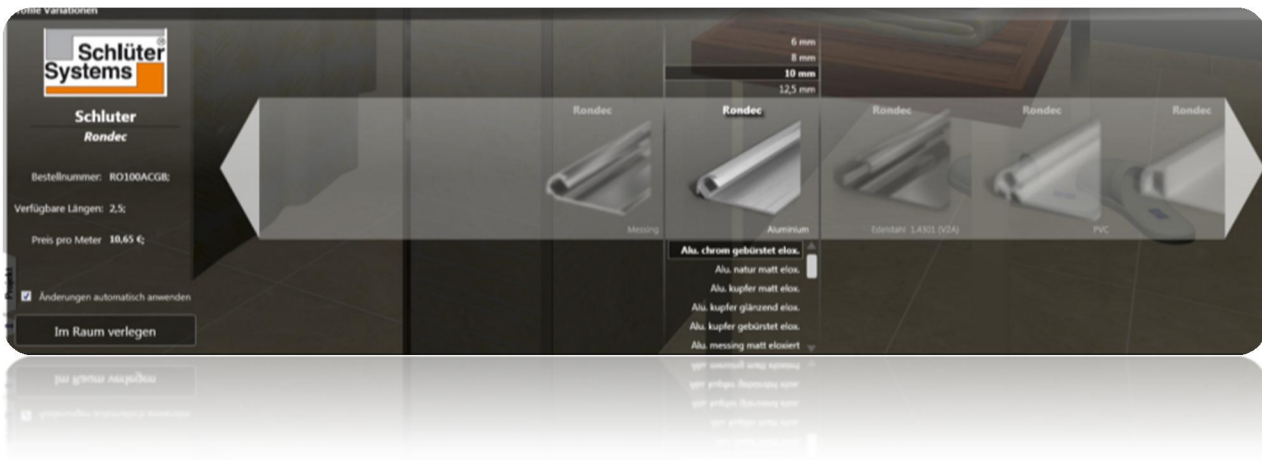 Profile Variationen
Schlüter®
Systems
Schluter
Rondec
Bestellnummer: RO100ACGB;
Verfügbare Längen: 2,5;
Preis pro Meter 10,65 €;
Projekt
Änderungen automatisch anwenden
Im Raum verlegen
6 mm
8 mm
10 mm
12,5 mm
Rondec
Rondec
Rondec
Rondec
Rondec
Messing
Aluminium
Edelstahl 1.4301 (V2A)
PVC
Alu. chrom gebürstet elox.
Alu. natur matt elox.
Alu. kupfer matt elox.
Alu. kupfer glänzend elox.
Alu. kupfer gebürstet elox.
Alu. messing matt eloxiert